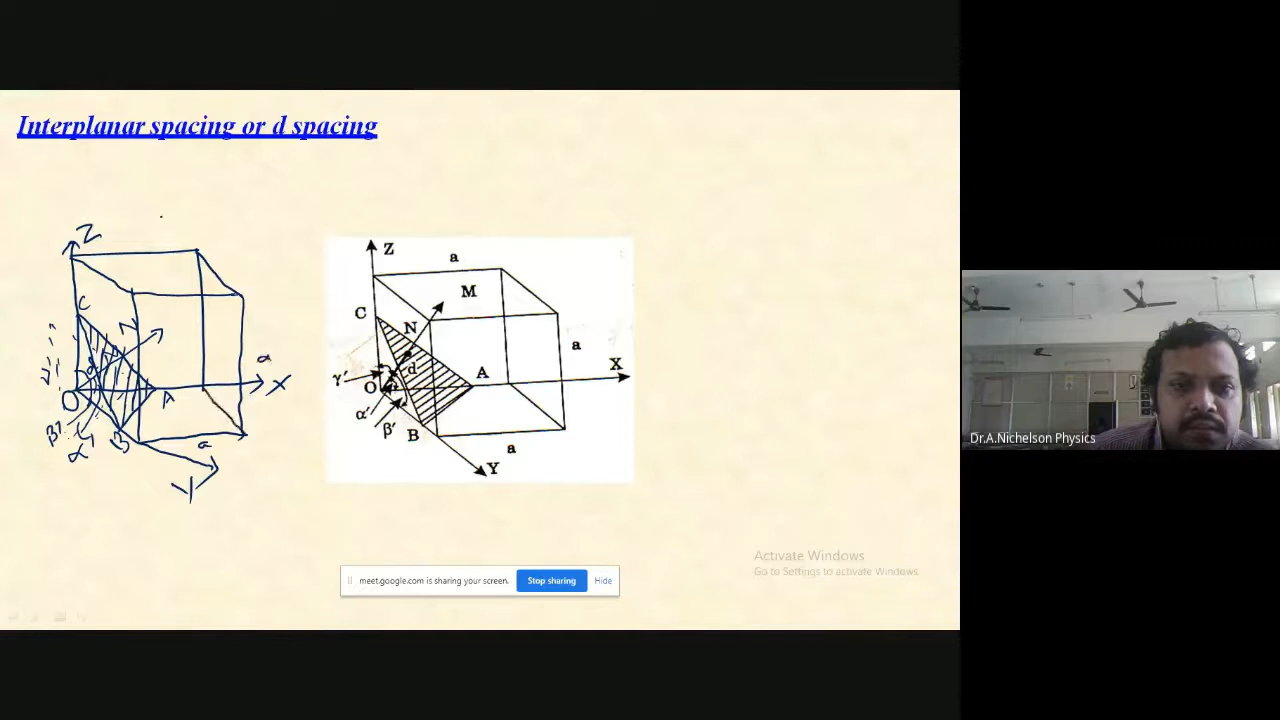 Interplanar spacing or d spacing
Z
C
N
d
a
X
O
A
β'
α'
B
a
Y
Z
a
M
C
N
a
d
A
X
γ'
O
α'
β'
B
a
Y
Dr.A.Nichelson Physics
Activate Windows
Go to Settings to activate Windows.
meet.google.com is sharing your screen.
Stop sharing
Hide